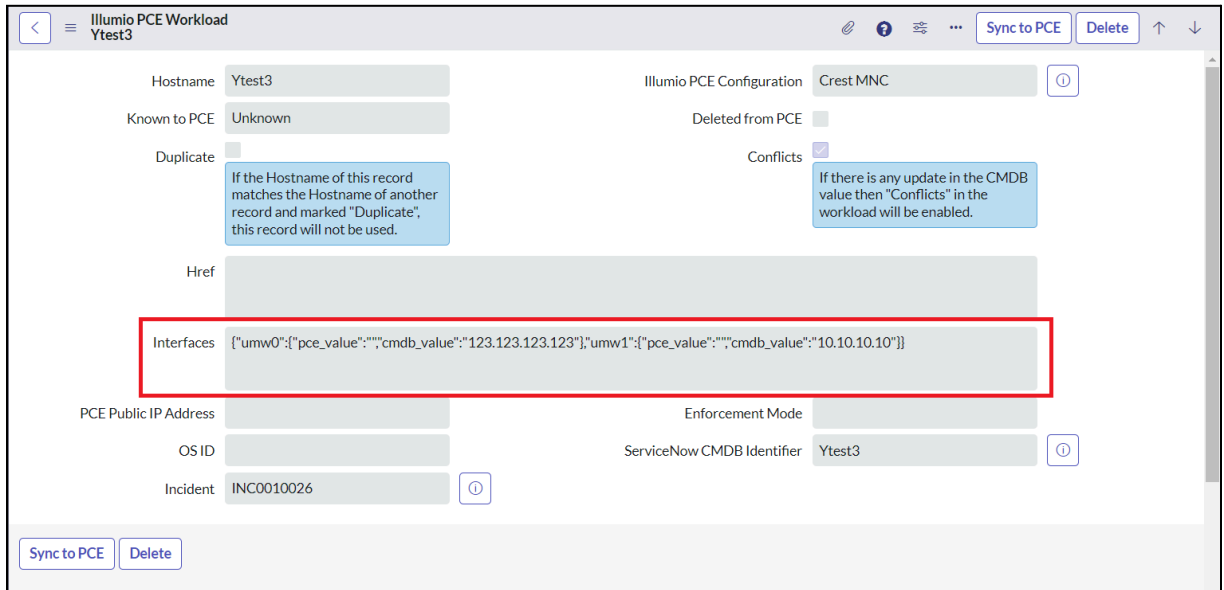 Illumio PCE Workload
Ytest3
Sync to PCE
Delete
Hostname Ytest3
Illumio PCE Configuration Crest MNC
Known to PCE Unknown
Deleted from PCE
Duplicate
Conflicts
If the Hostname of this record
matches the Hostname of another
record and marked "Duplicate",
this record will not be used.
If there is any update in the CMDB
value then "Conflicts" in the
workload will be enabled.
Href
Interfaces {"umw0":{"pce_value":"","cmdb_value":"123.123.123.123"},"umw1":{"pce_value":"","cmdb_value":"10.10.10.10"}}
PCE Public IP Address
Enforcement Mode
OS ID
ServiceNow CMDB Identifier Ytest3
Incident INC0010026
Sync to PCE
Delete